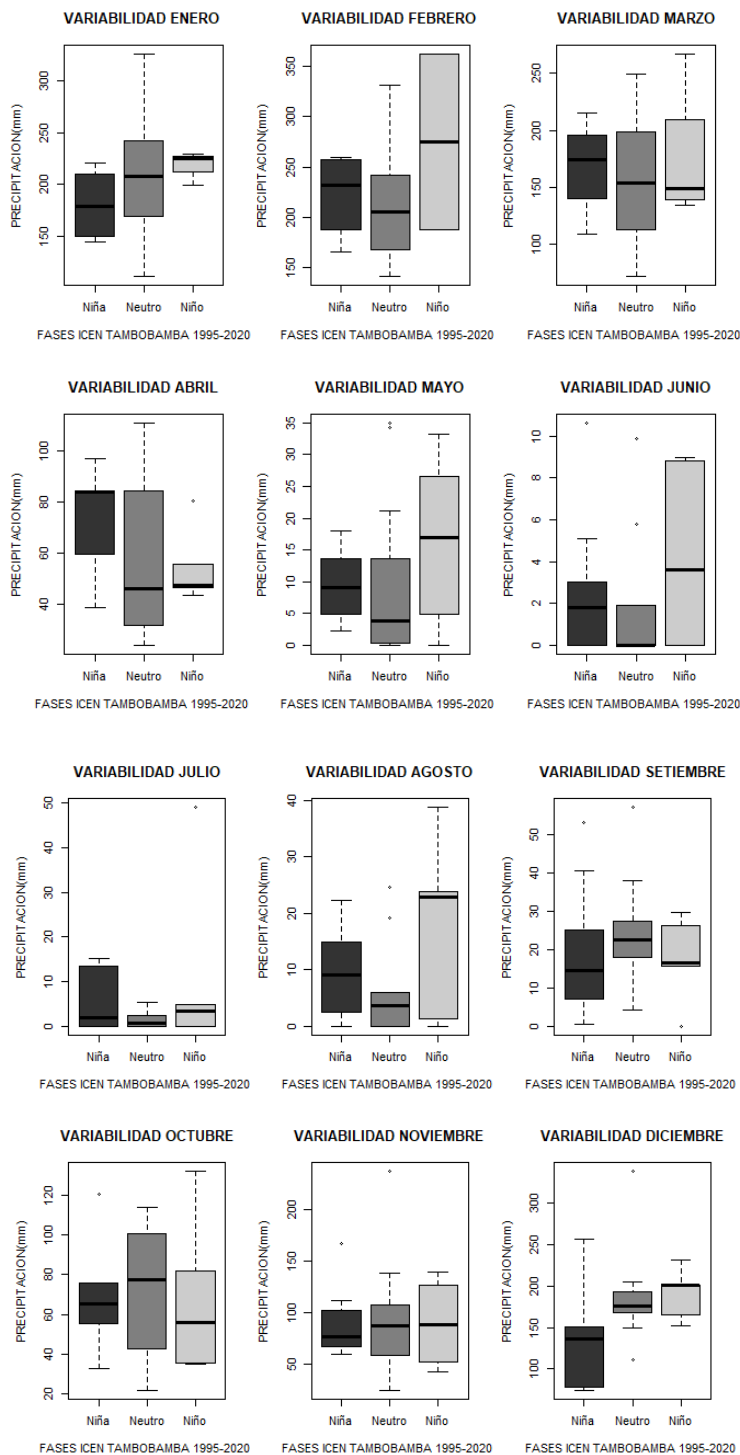 VARIABILIDAD ENERO
PRECIPITACION(mm)
300
250
200
150
Niña Neutro Niño
FASES ICEN TAMBOBAMBA 1995-2020
VARIABILIDAD FEBRERO
PRECIPITACION(mm)
350
300
250
200
150
Niña Neutro Niño
FASES ICEN TAMBOBAMBA 1995-2020
VARIABILIDAD MARZO
PRECIPITACION(mm)
250
200
150
100
Niña Neutro Niño
FASES ICEN TAMBOBAMBA 1995-2020
VARIABILIDAD ABRIL
PRECIPITACION(mm)
100
80
60
40
Niña Neutro Niño
FASES ICEN TAMBOBAMBA 1995-2020
VARIABILIDAD MAYO
PRECIPITACION(mm)
35
30
25
20
15
10
5
0
Niña Neutro Niño
FASES ICEN TAMBOBAMBA 1995-2020
VARIABILIDAD JUNIO
PRECIPITACION(mm)
10
8
6
4
2
0
Niña Neutro Niño
FASES ICEN TAMBOBAMBA 1995-2020
VARIABILIDAD JULIO
PRECIPITACION(mm)
50
40
30
20
10
0
Niña Neutro Niño
FASES ICEN TAMBOBAMBA 1995-2020
VARIABILIDAD AGOSTO
PRECIPITACION(mm)
40
30
20
10
0
Niña Neutro Niño
FASES ICEN TAMBOBAMBA 1995-2020
VARIABILIDAD SETIEMBRE
PRECIPITACION(mm)
50
40
30
20
10
0
Niña Neutro Niño
FASES ICEN TAMBOBAMBA 1995-2020
VARIABILIDAD OCTUBRE
PRECIPITACION(mm)
120
100
80
60
40
20
Niña Neutro Niño
FASES ICEN TAMBOBAMBA 1995-2020
VARIABILIDAD NOVIEMBRE
PRECIPITACION(mm)
200
150
100
50
Niña Neutro Niño
FASES ICEN TAMBOBAMBA 1995-2020
VARIABILIDAD DICIEMBRE
PRECIPITACION(mm)
300
250
200
150
100
Niña Neutro Niño
FASES ICEN TAMBOBAMBA 1995-2020